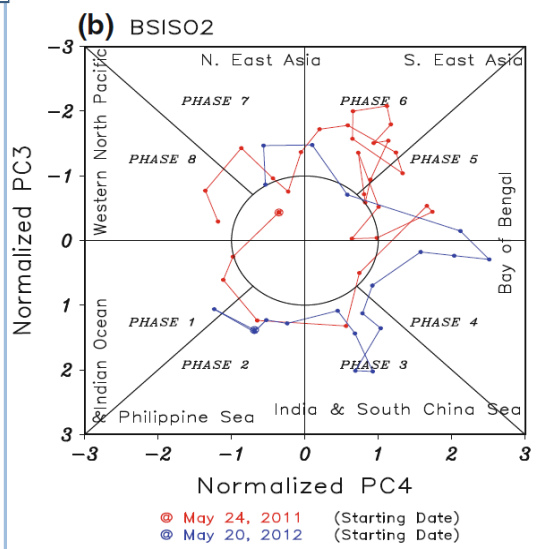 (b) BSISO2
N. East Asia
S. East Asia
PHASE 7
PHASE 6
PHASE 8
PHASE 5
PHASE 1
PHASE 4
PHASE 2
PHASE 3
Western North Pacific
Bay of Bengal
Indian Ocean
& Philippine Sea
India & South China Sea
Normalized PC3
-3
-2
-1
0
1
2
3
-3 -2 -1 0 1 2 3
Normalized PC4
@ May 24, 2011 (Starting Date)
@ May 20, 2012 (Starting Date)